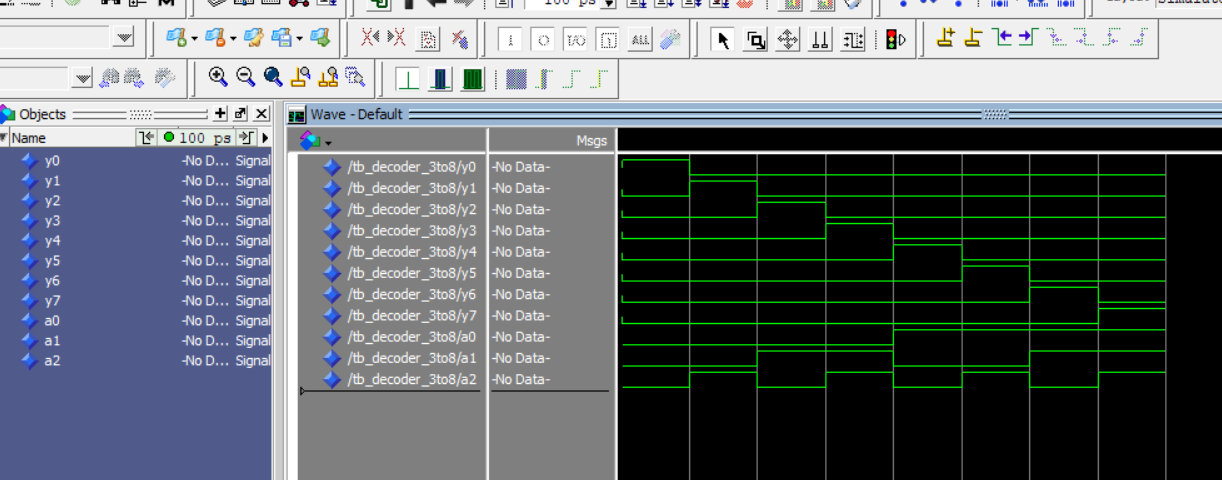 100 ps
I O I/O ALL
Objects
Wave - Default
Name 100 ps
Msgs
y0 -No D... Signal
y1 -No D... Signal
y2 -No D... Signal
y3 -No D... Signal
y4 -No D... Signal
y5 -No D... Signal
y6 -No D... Signal
y7 -No D... Signal
a0 -No D... Signal
a1 -No D... Signal
a2 -No D... Signal
/tb_decoder_3to8/y0 -No Data-
/tb_decoder_3to8/y1 -No Data-
/tb_decoder_3to8/y2 -No Data-
/tb_decoder_3to8/y3 -No Data-
/tb_decoder_3to8/y4 -No Data-
/tb_decoder_3to8/y5 -No Data-
/tb_decoder_3to8/y6 -No Data-
/tb_decoder_3to8/y7 -No Data-
/tb_decoder_3to8/a0 -No Data-
/tb_decoder_3to8/a1 -No Data-
/tb_decoder_3to8/a2 -No Data-